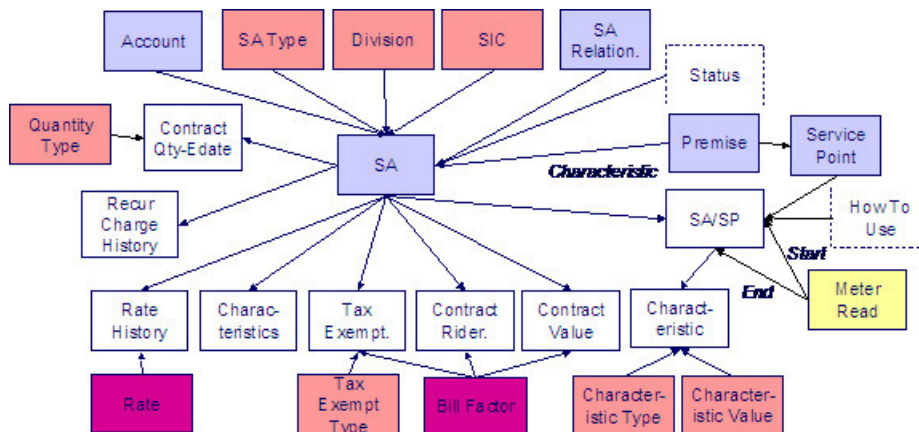 Account
SA Type
Division
SIC
SA
Relation.
Status
Quantity
Type
Contract
Qty-Edate
SA
Premise
Service
Point
Characteristic
Recur
Charge
History
SA/SP
How To
Use
Start
End
Meter
Read
Rate
History
Charac-
teristics
Tax
Exempt.
Contract
Rider.
Contract
Value
Charact-
eristic
Rate
Tax
Exempt
Type
Bill Factor
Character-
istic Type
Character-
istic Value